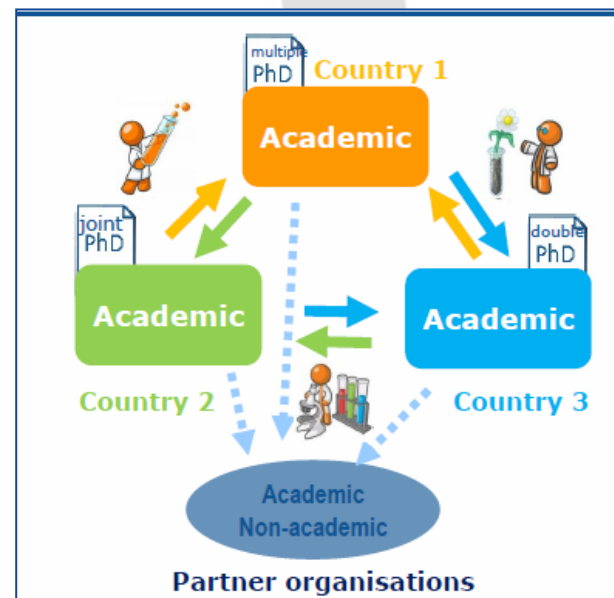 multiple
PhD
Country 1
Academic
joint
PhD
double
PhD
Academic
Academic
Country 2
Country 3
Academic
Non-academic
Partner organisations